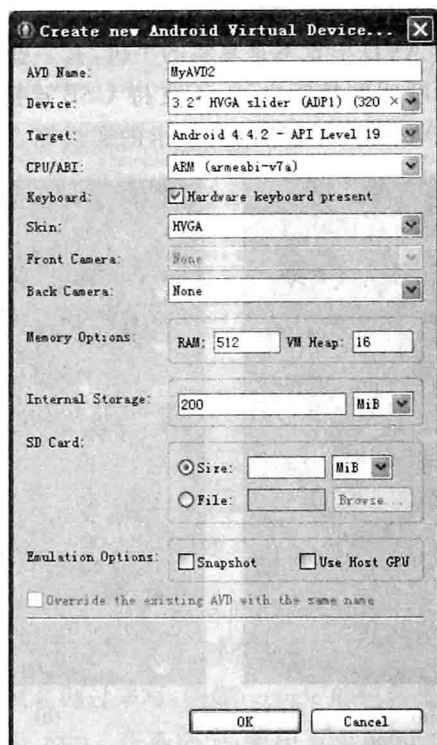 Create new Android Virtual Device...
AVD Name: MyAVD2
Device: 3.2" HVGA slider (ADP1) (320 ×
Target: Android 4.4.2 - API Level 19
CPU/ABI: ARM (armeabi-v7a)
Keyboard: Hardware keyboard present
Skin: HVGA
Front Camera: None
Back Camera: None
Memory Options: RAM: 512 VM Heap: 16
Internal Storage: 200 MiB
SD Card:
Size: MiB
File: Browse...
Emulation Options: Snapshot Use Host GPU
Override the existing AVD with the same name
OK Cancel